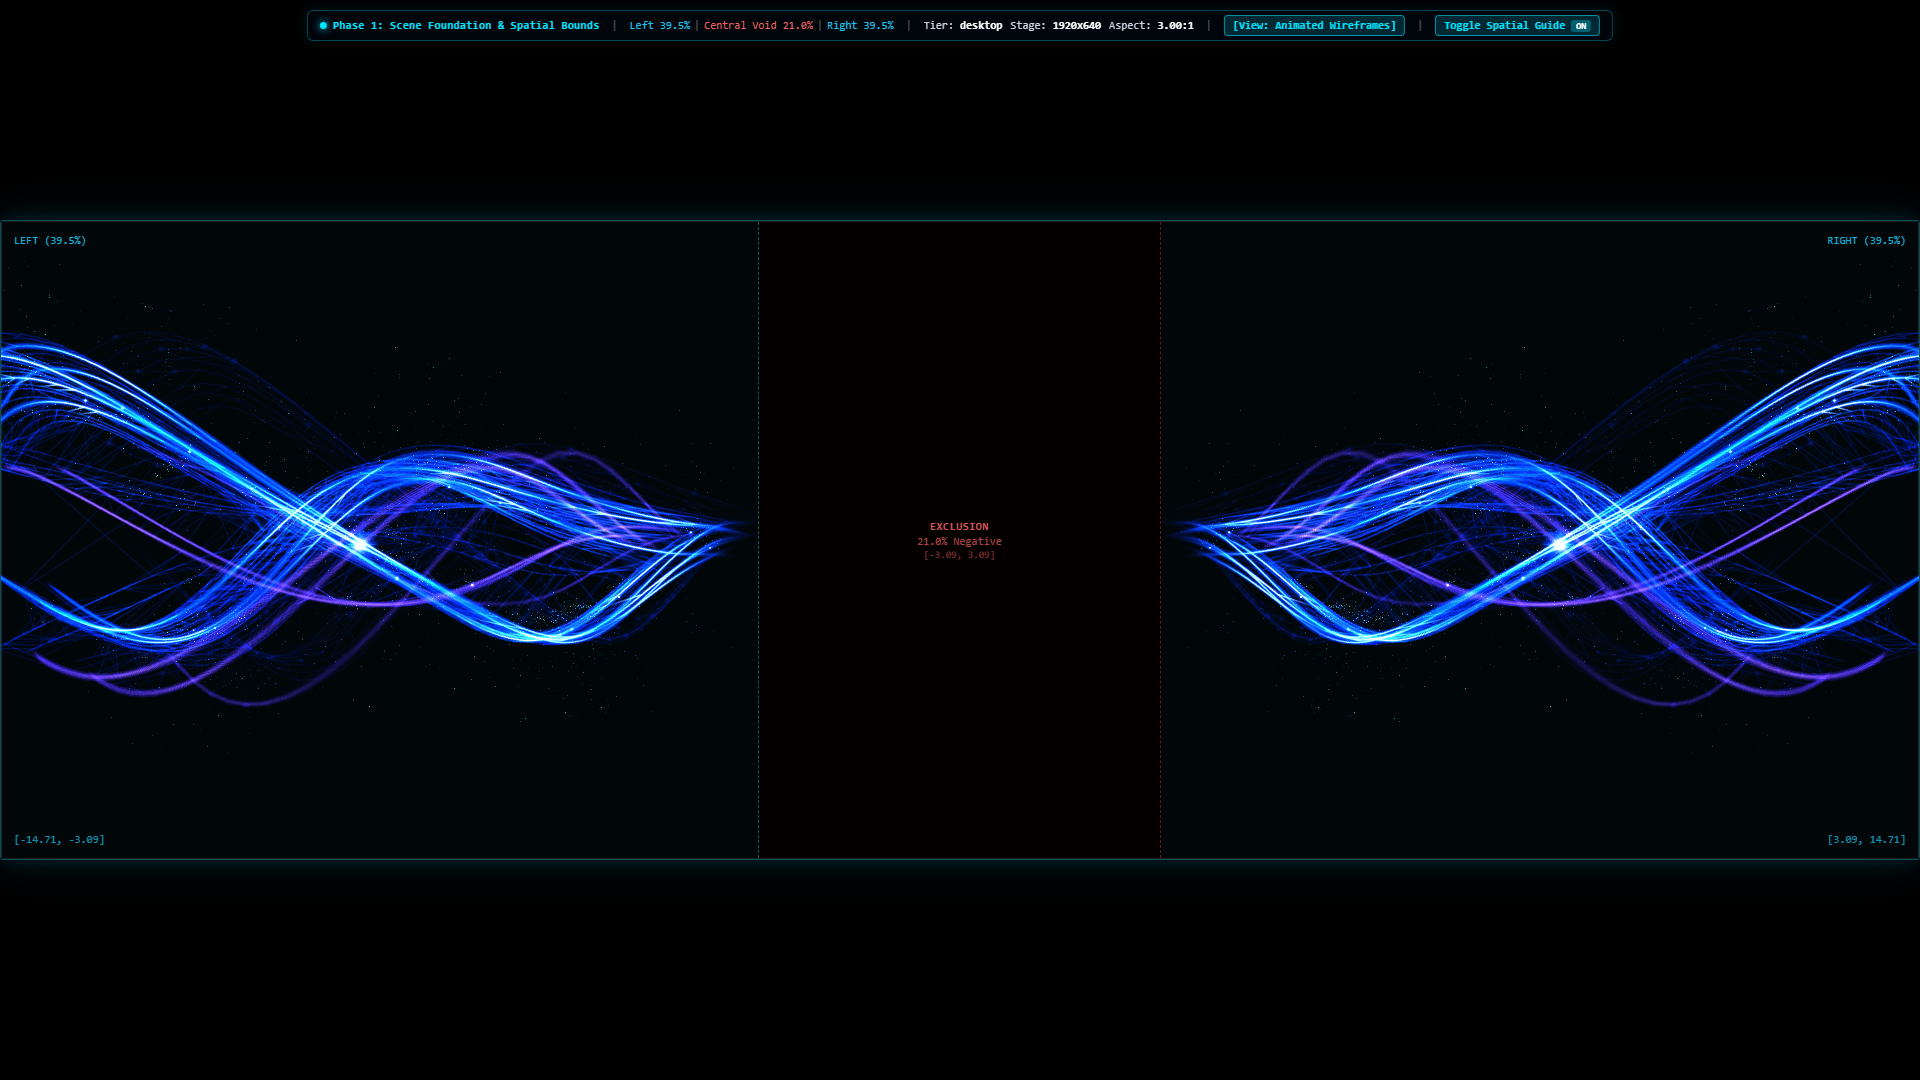 Phase 1: Scene Foundation & Spatial Bounds | Left 39.5% | Central Void 21.0% | Right 39.5% | Tier: desktop Stage: 1920x640 Aspect: 3.00:1 | [View: Animated Wireframes] | Toggle Spatial Guide ON
LEFT (39.5%)
RIGHT (39.5%)
EXCLUSION
21.0% Negative
[-3.09, 3.09]
[-14.71, -3.09]
[3.09, 14.71]